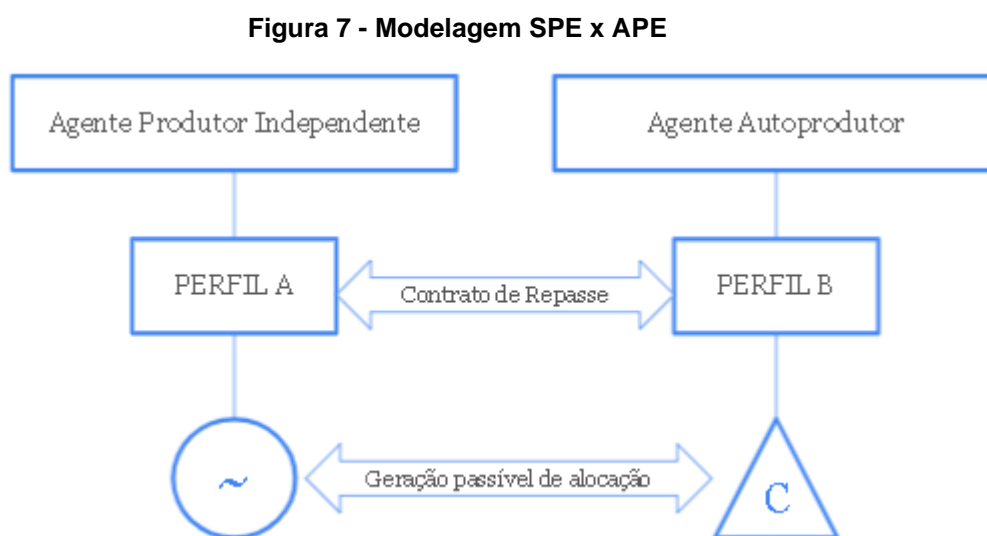 Figura 7 - Modelagem SPE x APE
Agente Produtor Independente
Agente Autoprodutor
PERFIL A
Contrato de Repasse
PERFIL B
~
Geração passível de alocação
C